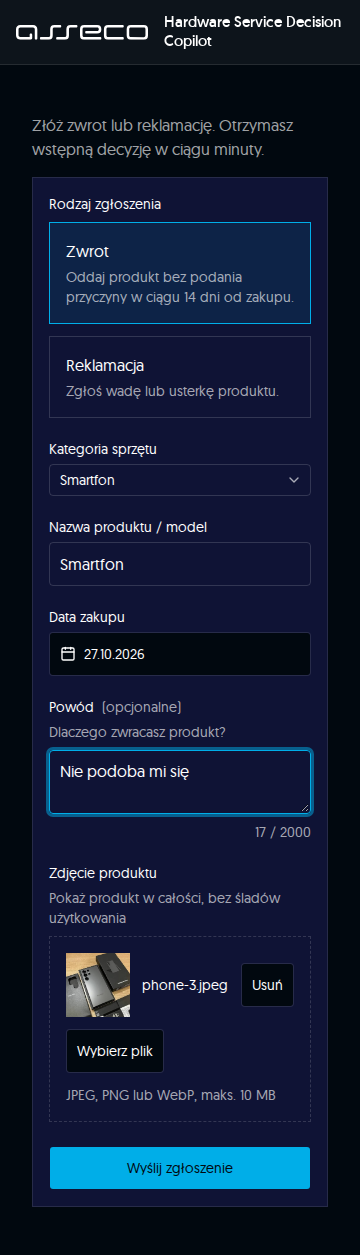 asseco
Hardware Service Decision
Copilot
Złóż zwrot lub reklamację. Otrzymasz
wstępną decyzję w ciągu minuty.
Rodzaj zgłoszenia
Zwrot
Oddaj produkt bez podania
przyczyny w ciągu 14 dni od zakupu.
Reklamacja
Zgłoś wadę lub usterkę produktu.
Kategoria sprzętu
Smartfon
Nazwa produktu / model
Smartfon
Data zakupu
27.10.2026
Powód (opcjonalne)
Dlaczego zwracasz produkt?
Nie podoba mi się
17 / 2000
Zdjęcie produktu
Pokaż produkt w całości, bez śladów
użytkowania
phone-3.jpeg
Usuń
Wybierz plik
JPEG, PNG lub WebP, maks. 10 MB
Wyślij zgłoszenie